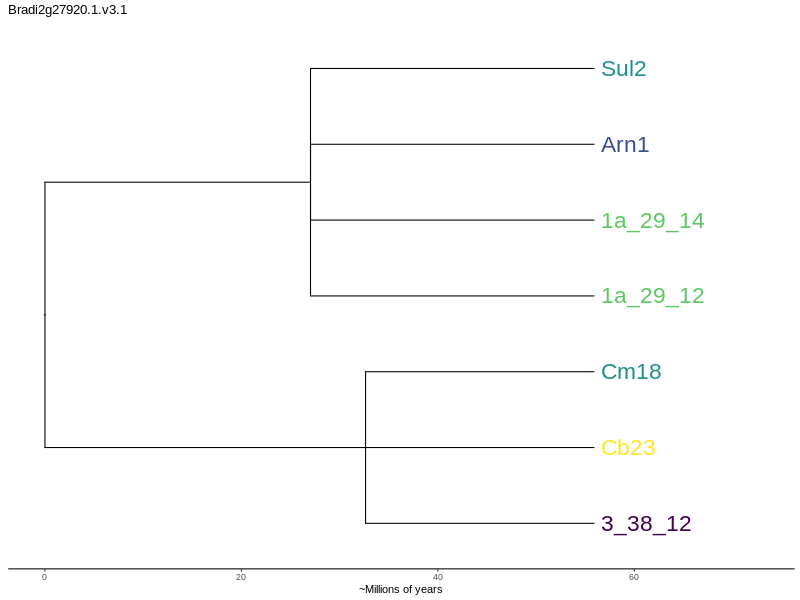 Bradi2g27920.1.v3.1
Sul2
Arn1
1a_29_14
1a_29_12
Cm18
Cb23
3_38_12
0 20 40 60
~Millions of years